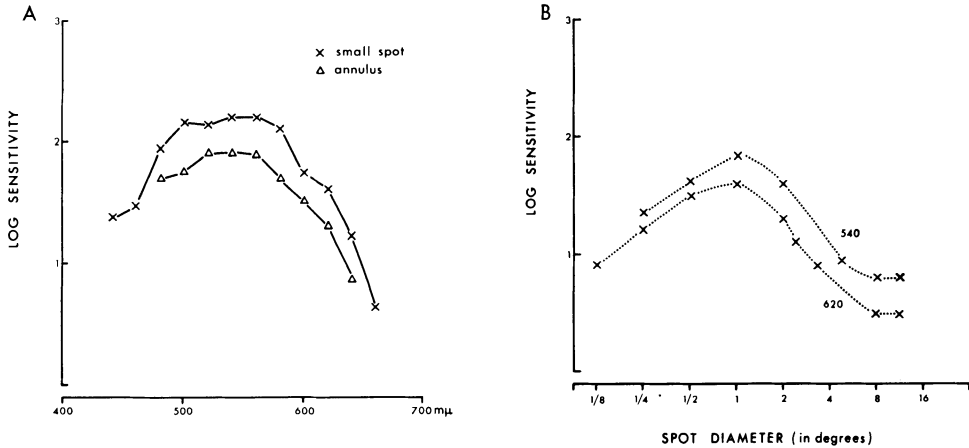 A
3
2
1
LOG SENSITIVITY
× small spot
△ annulus
400 500 600 700 mμ
B
3
2
1
LOG SENSITIVITY
540
620
1/8 1/4 1/2 1 2 4 8 16
SPOT DIAMETER (in degrees)